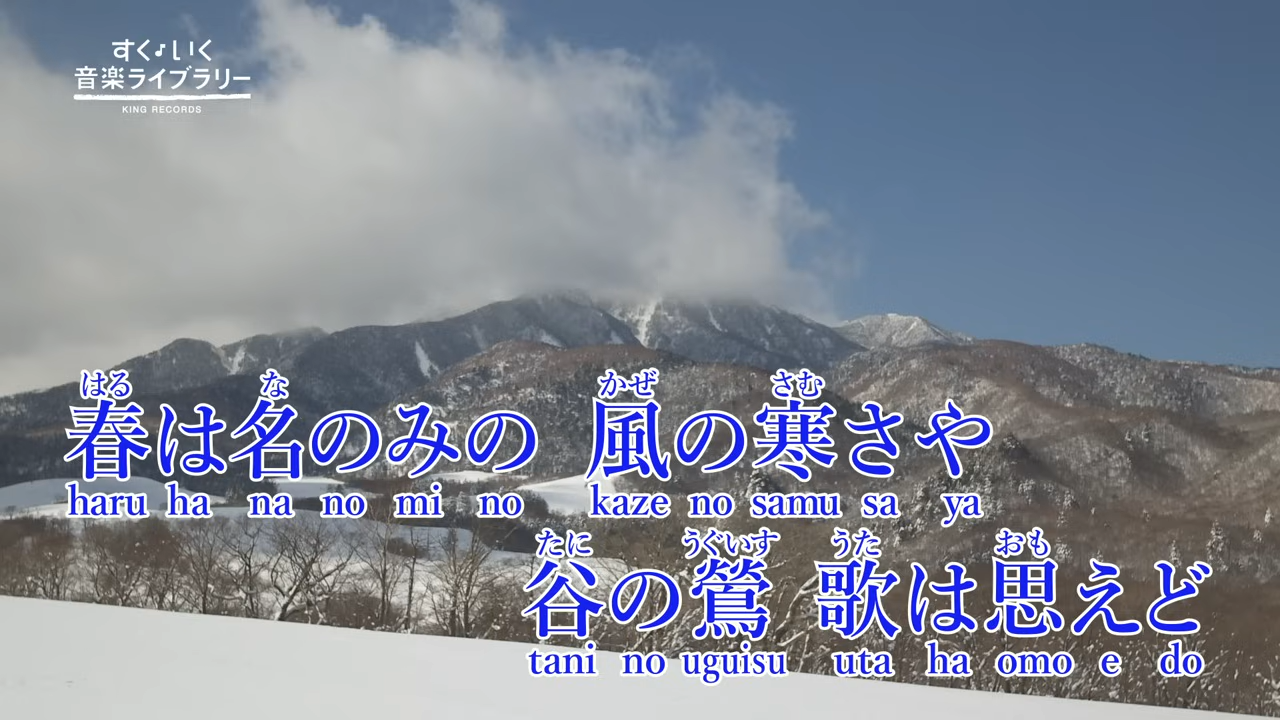 すく♪いく
音楽ライブラリー
KING RECORDS
はる な かぜ さむ
春は名のみの 風の寒さや
haru ha na no mi no kaze no samu sa ya
たに うぐいす うた おも
谷の鶯 歌は思えど
tani no uguisu uta ha omo e do